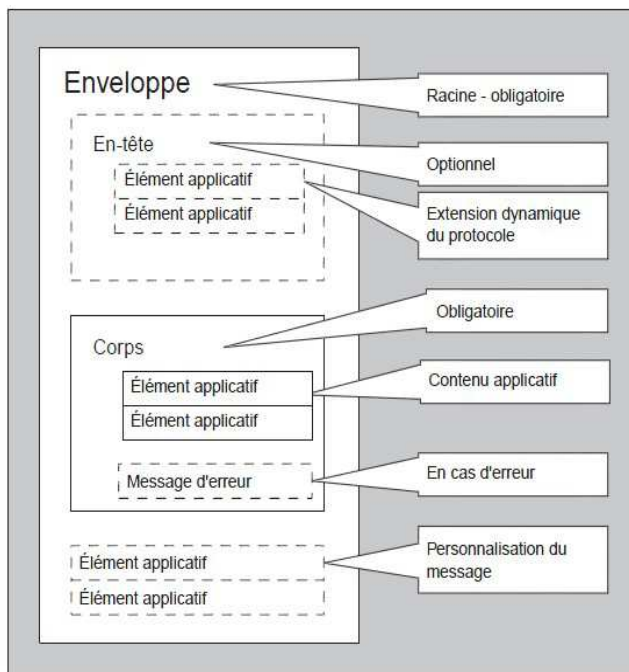 Enveloppe
Racine - obligatoire
En-tête
Optionnel
Élément applicatif
Élément applicatif
Extension dynamique
du protocole
Obligatoire
Corps
Élément applicatif
Contenu applicatif
Élément applicatif
Message d'erreur
En cas d'erreur
Élément applicatif
Personnalisation du
message
Élément applicatif